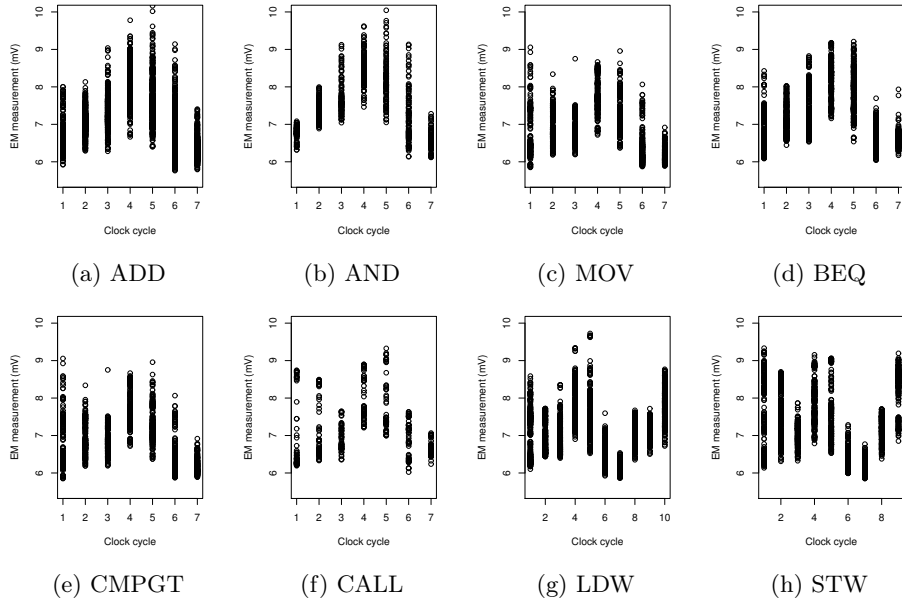 10
9
8
7
6
EM measurement (mV)
1 2 3 4 5 6 7
Clock cycle
(a) ADD
10
9
8
7
6
EM measurement (mV)
1 2 3 4 5 6 7
Clock cycle
(b) AND
10
9
8
7
6
EM measurement (mV)
1 2 3 4 5 6 7
Clock cycle
(c) MOV
10
9
8
7
6
EM measurement (mV)
1 2 3 4 5 6 7
Clock cycle
(d) BEQ
10
9
8
7
6
EM measurement (mV)
1 2 3 4 5 6 7
Clock cycle
(e) CMPGT
10
9
8
7
6
EM measurement (mV)
1 2 3 4 5 6 7
Clock cycle
(f) CALL
10
9
8
7
6
EM measurement (mV)
2 4 6 8 10
Clock cycle
(g) LDW
10
9
8
7
6
EM measurement (mV)
2 4 6 8
Clock cycle
(h) STW